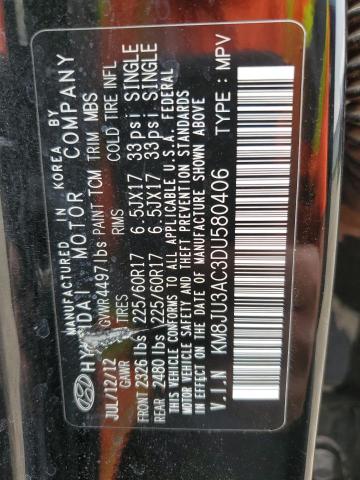 MANUFACTURED IN KOREA BY
HYUNDAI MOTOR COMPANY
JUL/12/12 GVWR 4497 lbs PAINT TCM TRIM MBS
GAWR TIRES RIMS COLD TIRE INFL
FRONT 2326 lbs 225/60R17 6.5JX17 33psi SINGLE
REAR 2480 lbs 225/60R17 6.5JX17 33psi SINGLE
THIS VEHICLE CONFORMS TO ALL APPLICABLE U.S.A. FEDERAL
MOTOR VEHICLE SAFETY AND THEFT PREVENTION STANDARDS
IN EFFECT ON THE DATE OF MANUFACTURE SHOWN ABOVE
V.I.N KM8JU3AC3DU580406 TYPE : MPV